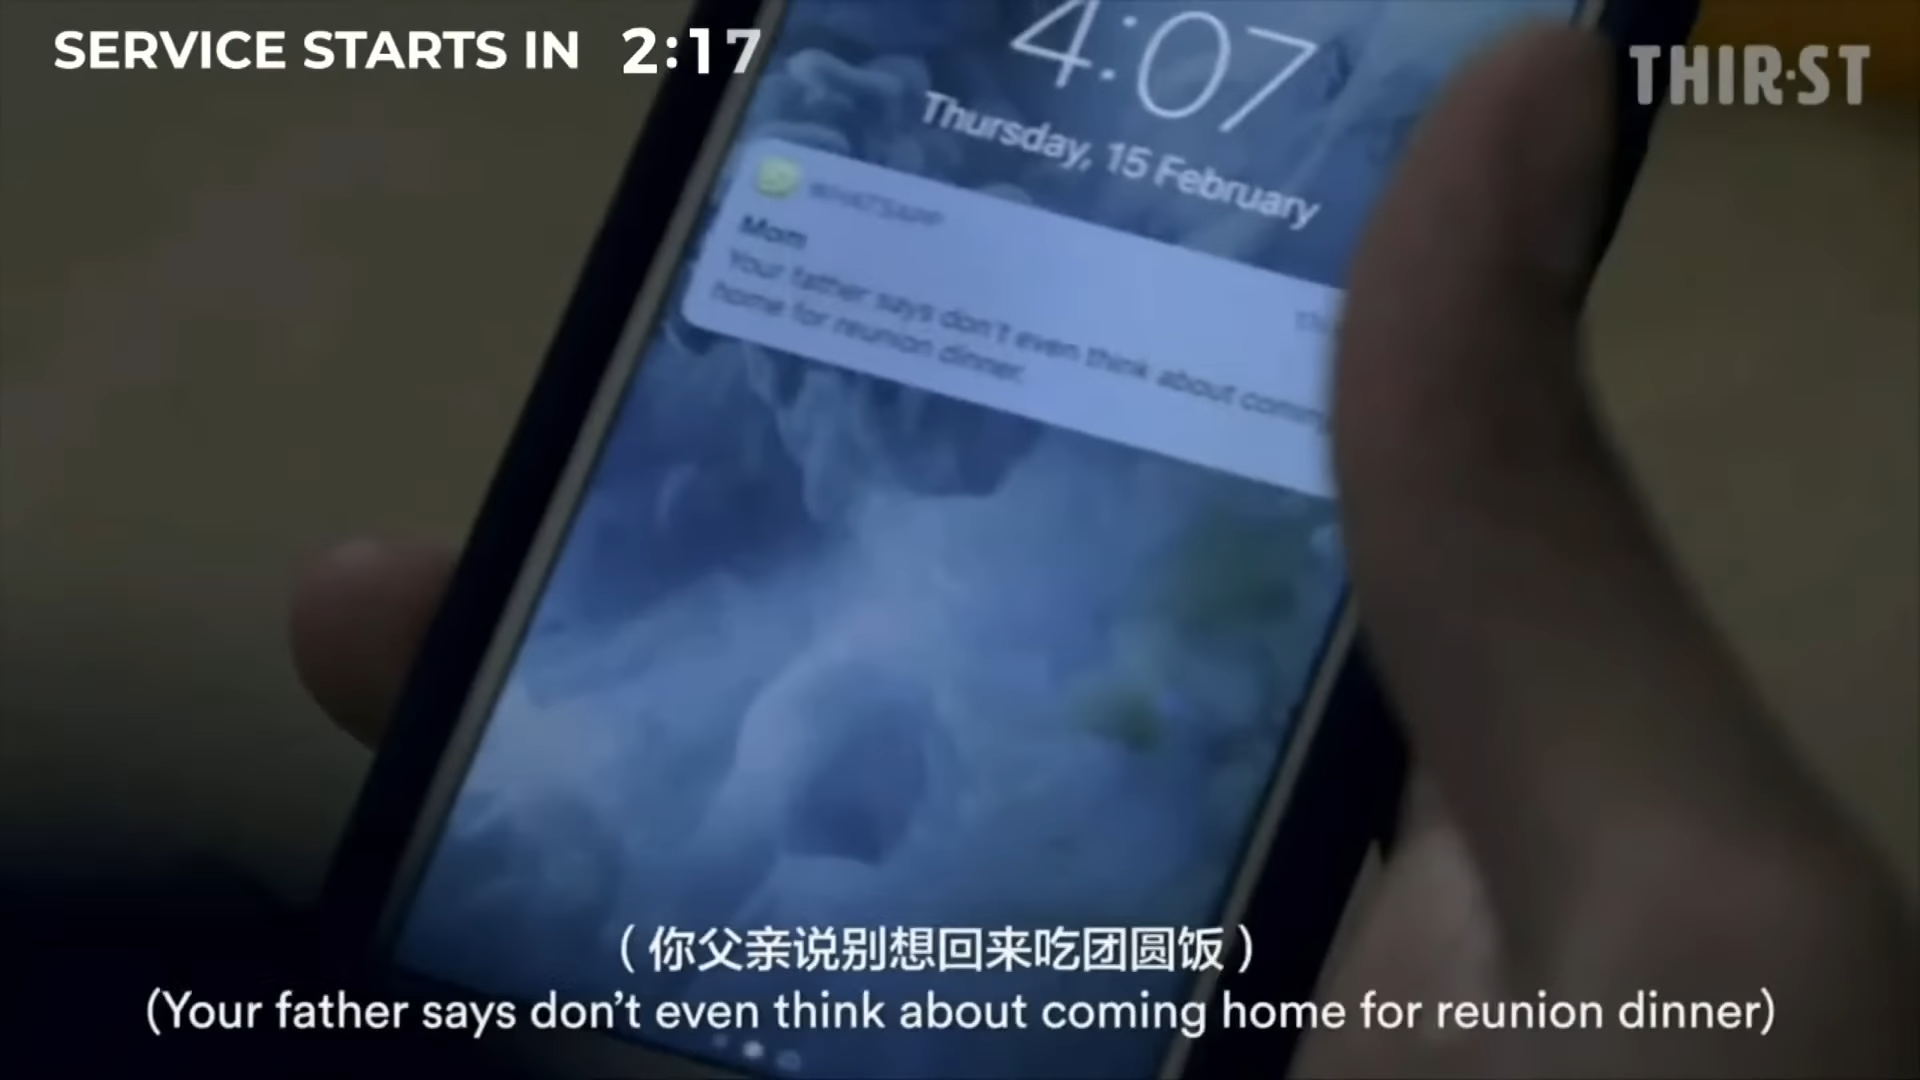 SERVICE STARTS IN 2:17
THIR·ST
4:07
Thursday, 15 February
WHATSAPP
Mom
Your father says don't even think about coming
home for reunion dinner.
（你父亲说别想回来吃团圆饭）
(Your father says don't even think about coming home for reunion dinner)